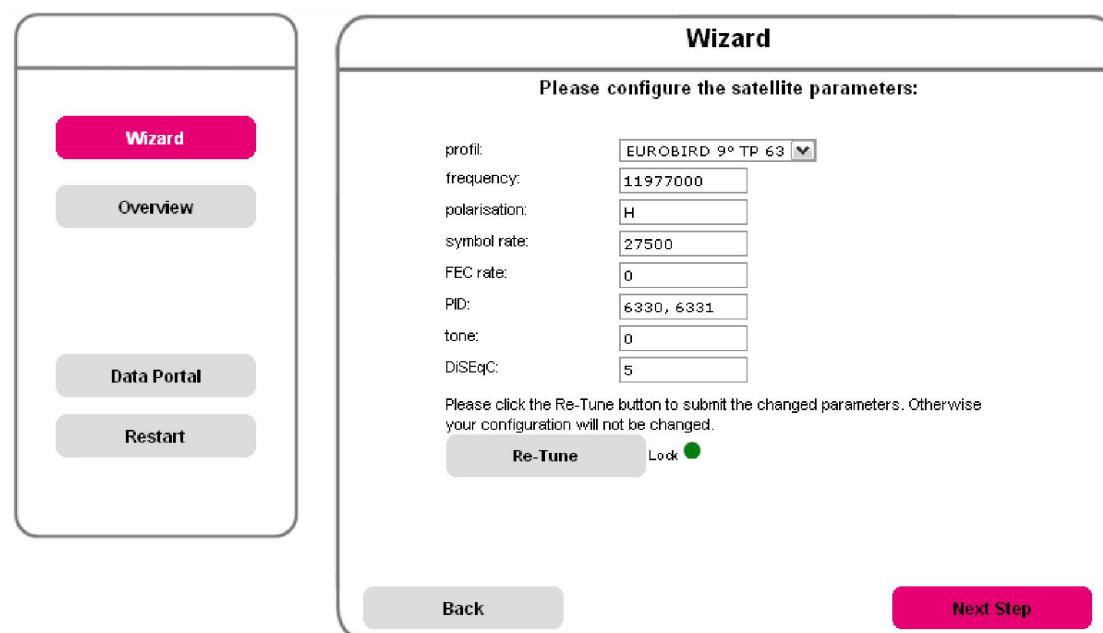 Wizard
Overview
Data Portal
Restart
Wizard
Please configure the satellite parameters:
profil: EUROBIRD 9º TP 63
frequency: 11977000
polarisation: H
symbol rate: 27500
FEC rate: 0
PID: 6330, 6331
tone: 0
DiSEqC: 5
Please click the Re-Tune button to submit the changed parameters. Otherwise
your configuration will not be changed.
Re-Tune Lock
Back Next Step